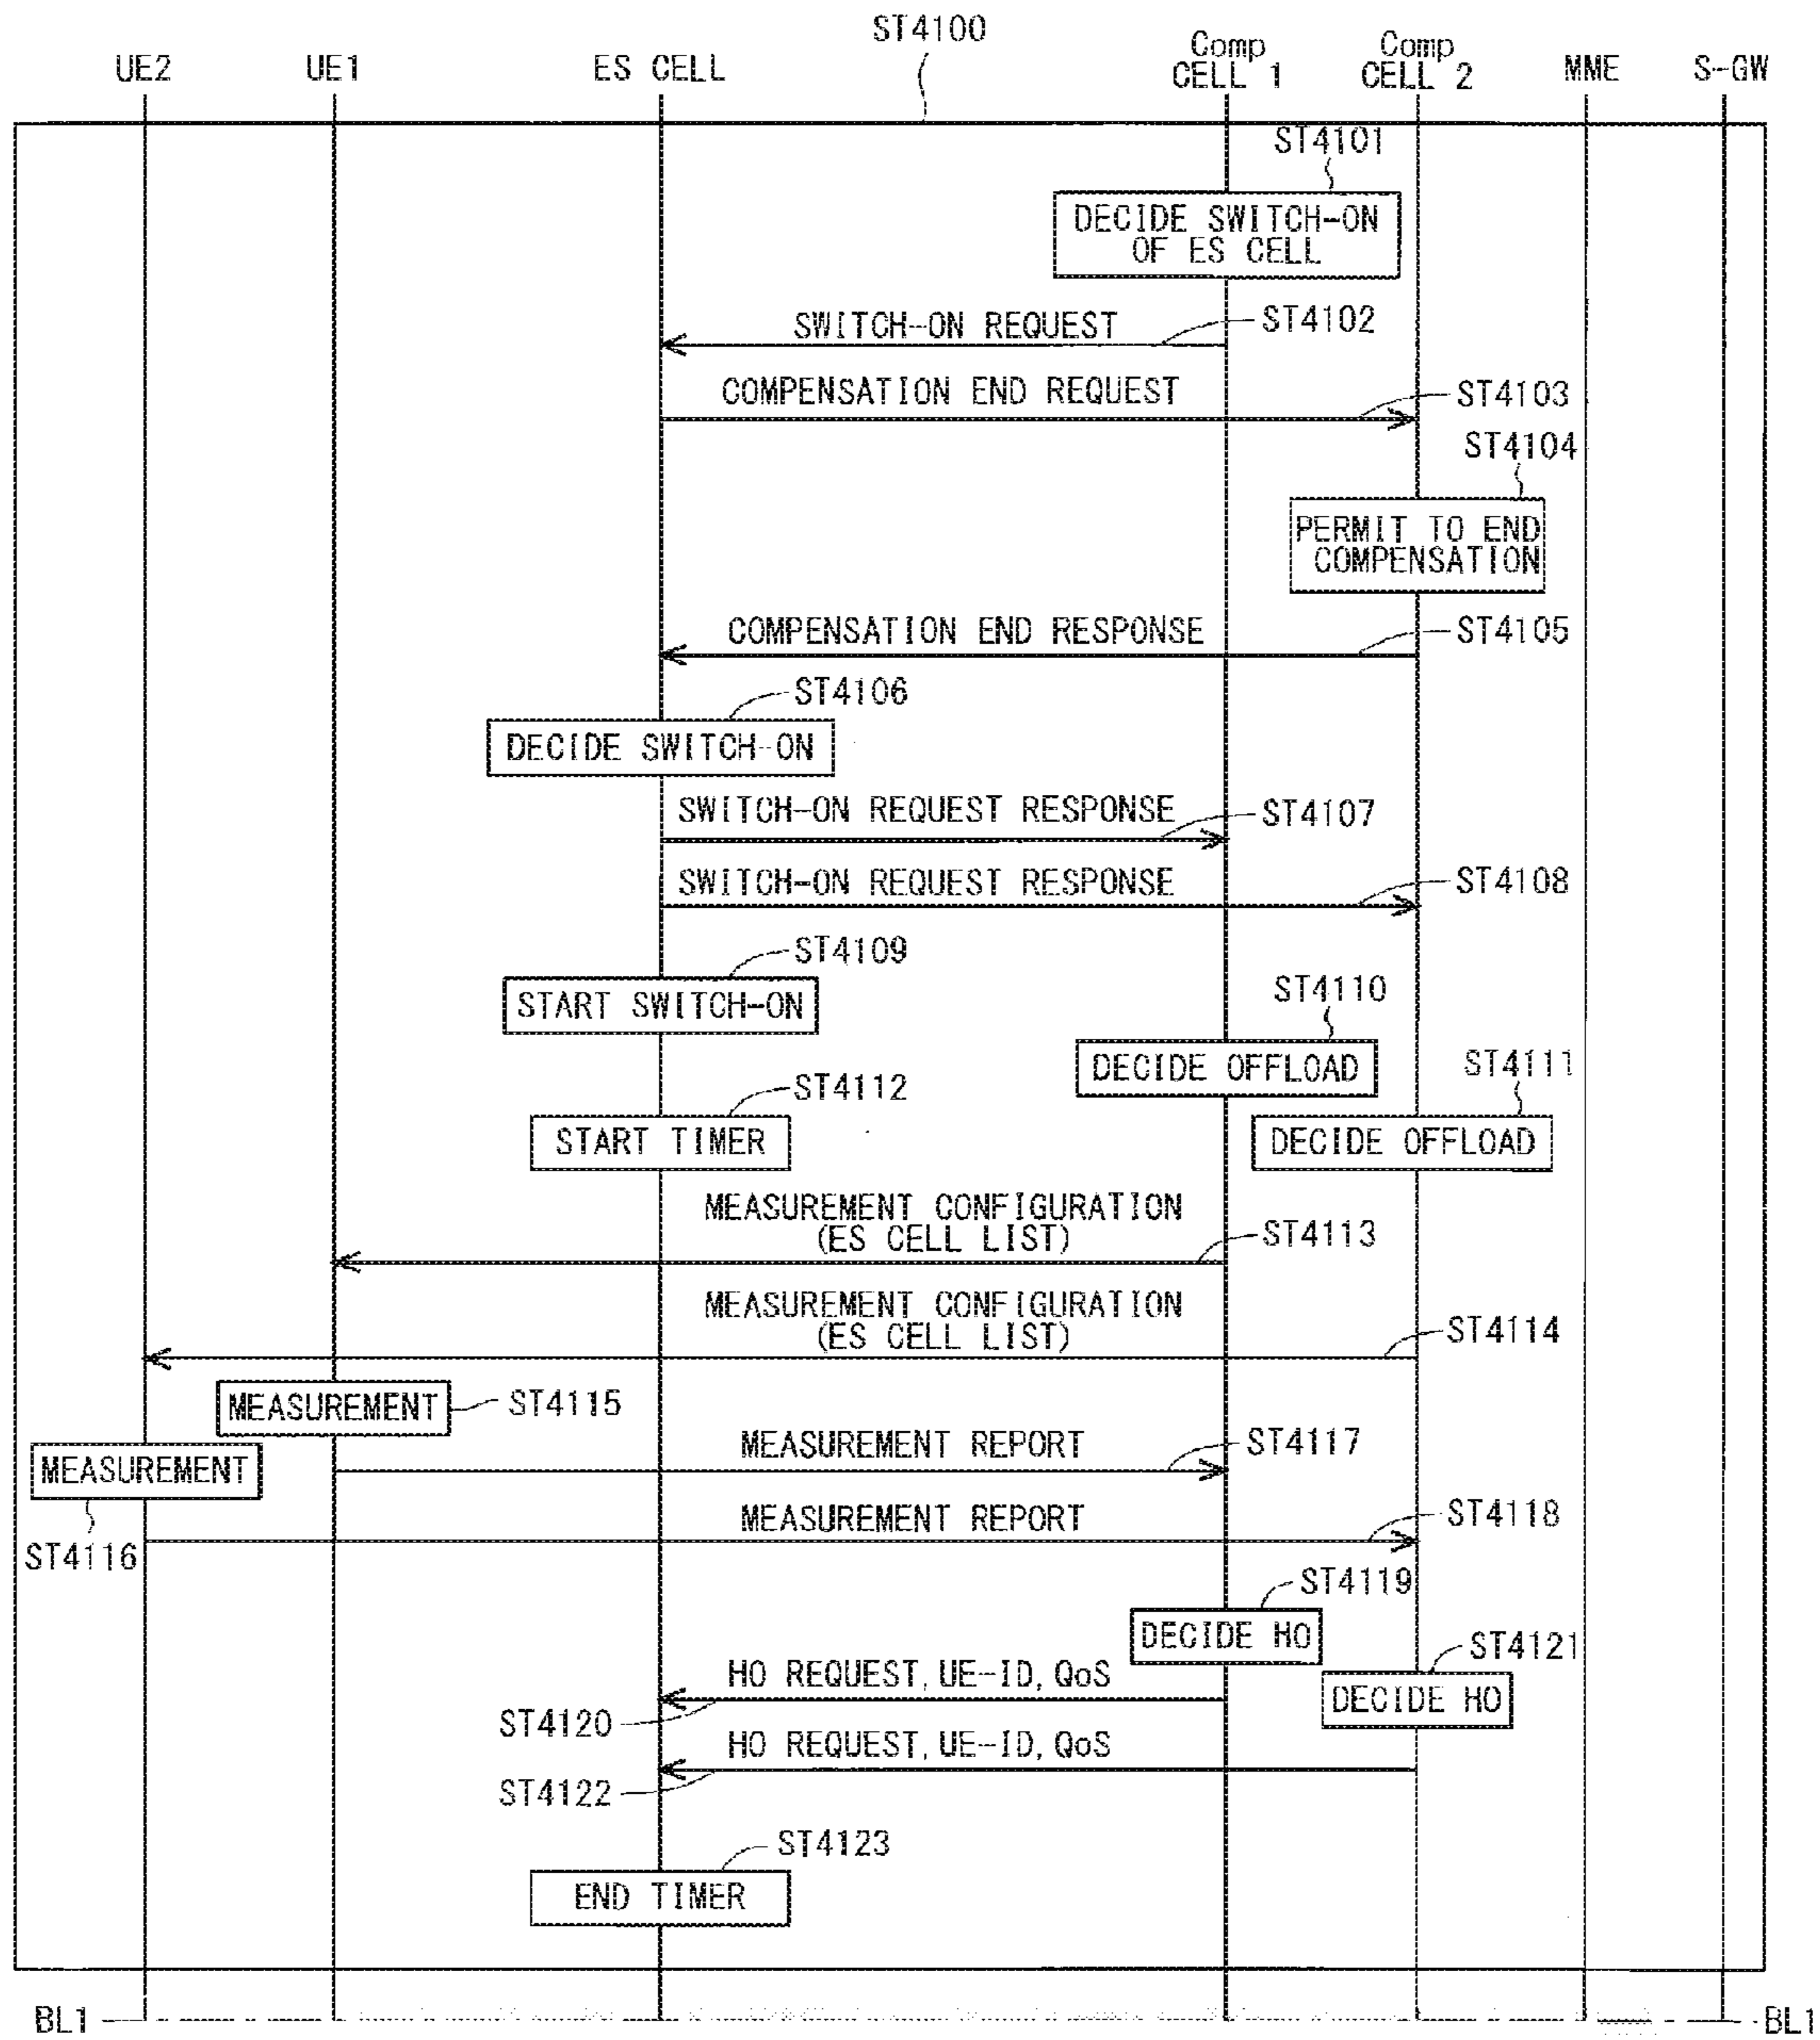 ST4100
UE2
UE1
ES CELL
Comp
CELL 1
Comp
CELL 2
MME
S-GW
ST4101
DECIDE SWITCH-ON
OF ES CELL
SWITCH-ON REQUEST
ST4102
COMPENSATION END REQUEST
ST4103
ST4104
PERMIT TO END
COMPENSATION
COMPENSATION END RESPONSE
ST4105
ST4106
DECIDE SWITCH-ON
SWITCH-ON REQUEST RESPONSE
ST4107
SWITCH-ON REQUEST RESPONSE
ST4108
ST4109
START SWITCH-ON
ST4110
DECIDE OFFLOAD
ST4111
ST4112
START TIMER
DECIDE OFFLOAD
MEASUREMENT CONFIGURATION
(ES CELL LIST)
ST4113
MEASUREMENT CONFIGURATION
(ES CELL LIST)
ST4114
MEASUREMENT
ST4115
MEASUREMENT REPORT
ST4117
MEASUREMENT
MEASUREMENT REPORT
ST4118
ST4116
ST4119
DECIDE HO
ST4121
HO REQUEST, UE-ID, QoS
DECIDE HO
ST4120
HO REQUEST, UE-ID, QoS
ST4122
ST4123
END TIMER
BL1
BL1